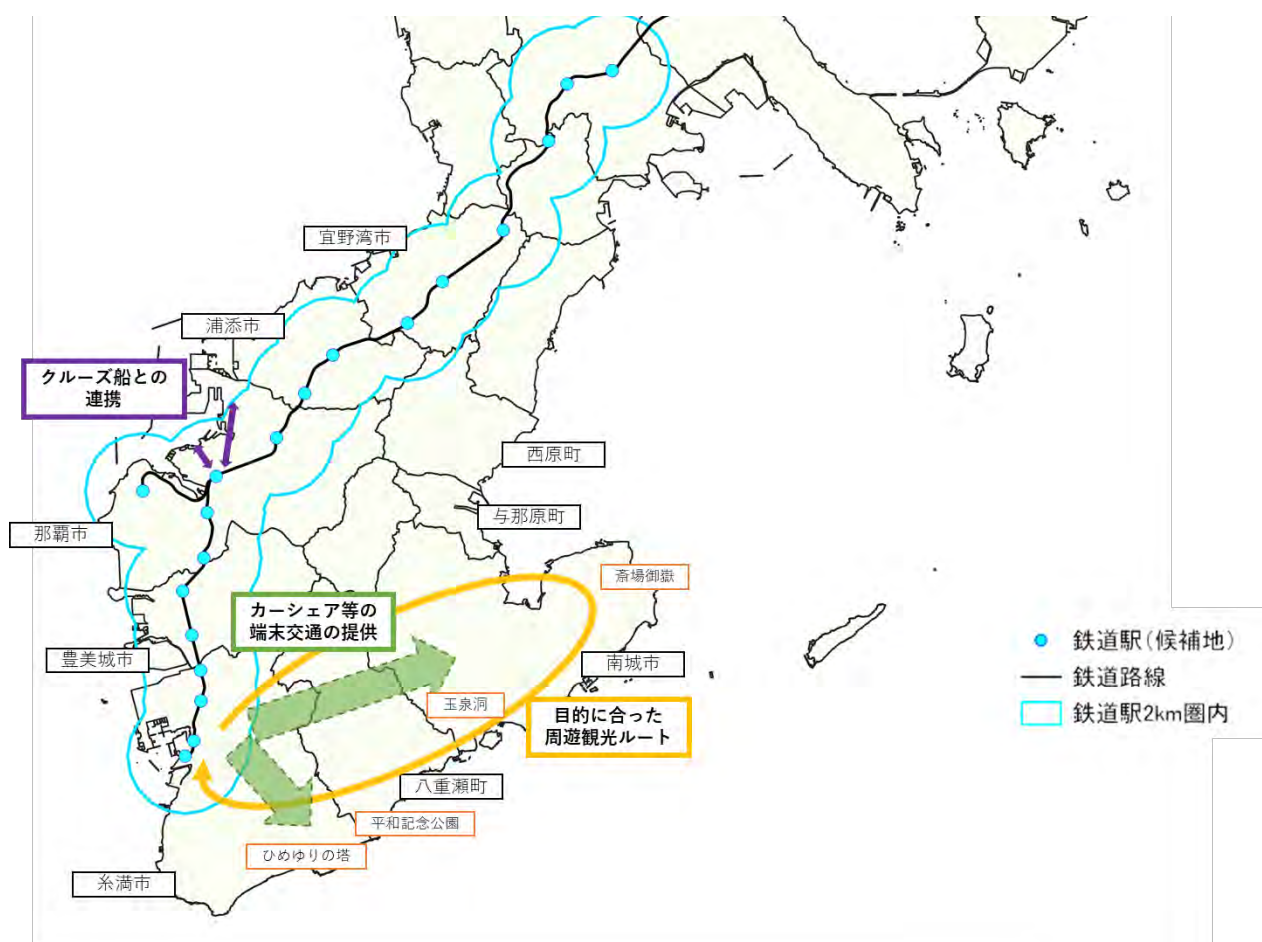 宜野湾市
浦添市
クルーズ船との
連携
西原町
与那原町
那覇市
斎場御嶽
カーシェア等の
端末交通の提供
豊美城市
南城市
玉泉洞
目的に合った
周遊観光ルート
八重瀬町
平和記念公園
ひめゆりの塔
糸満市
鉄道駅(候補地)
鉄道路線
鉄道駅2km圏内